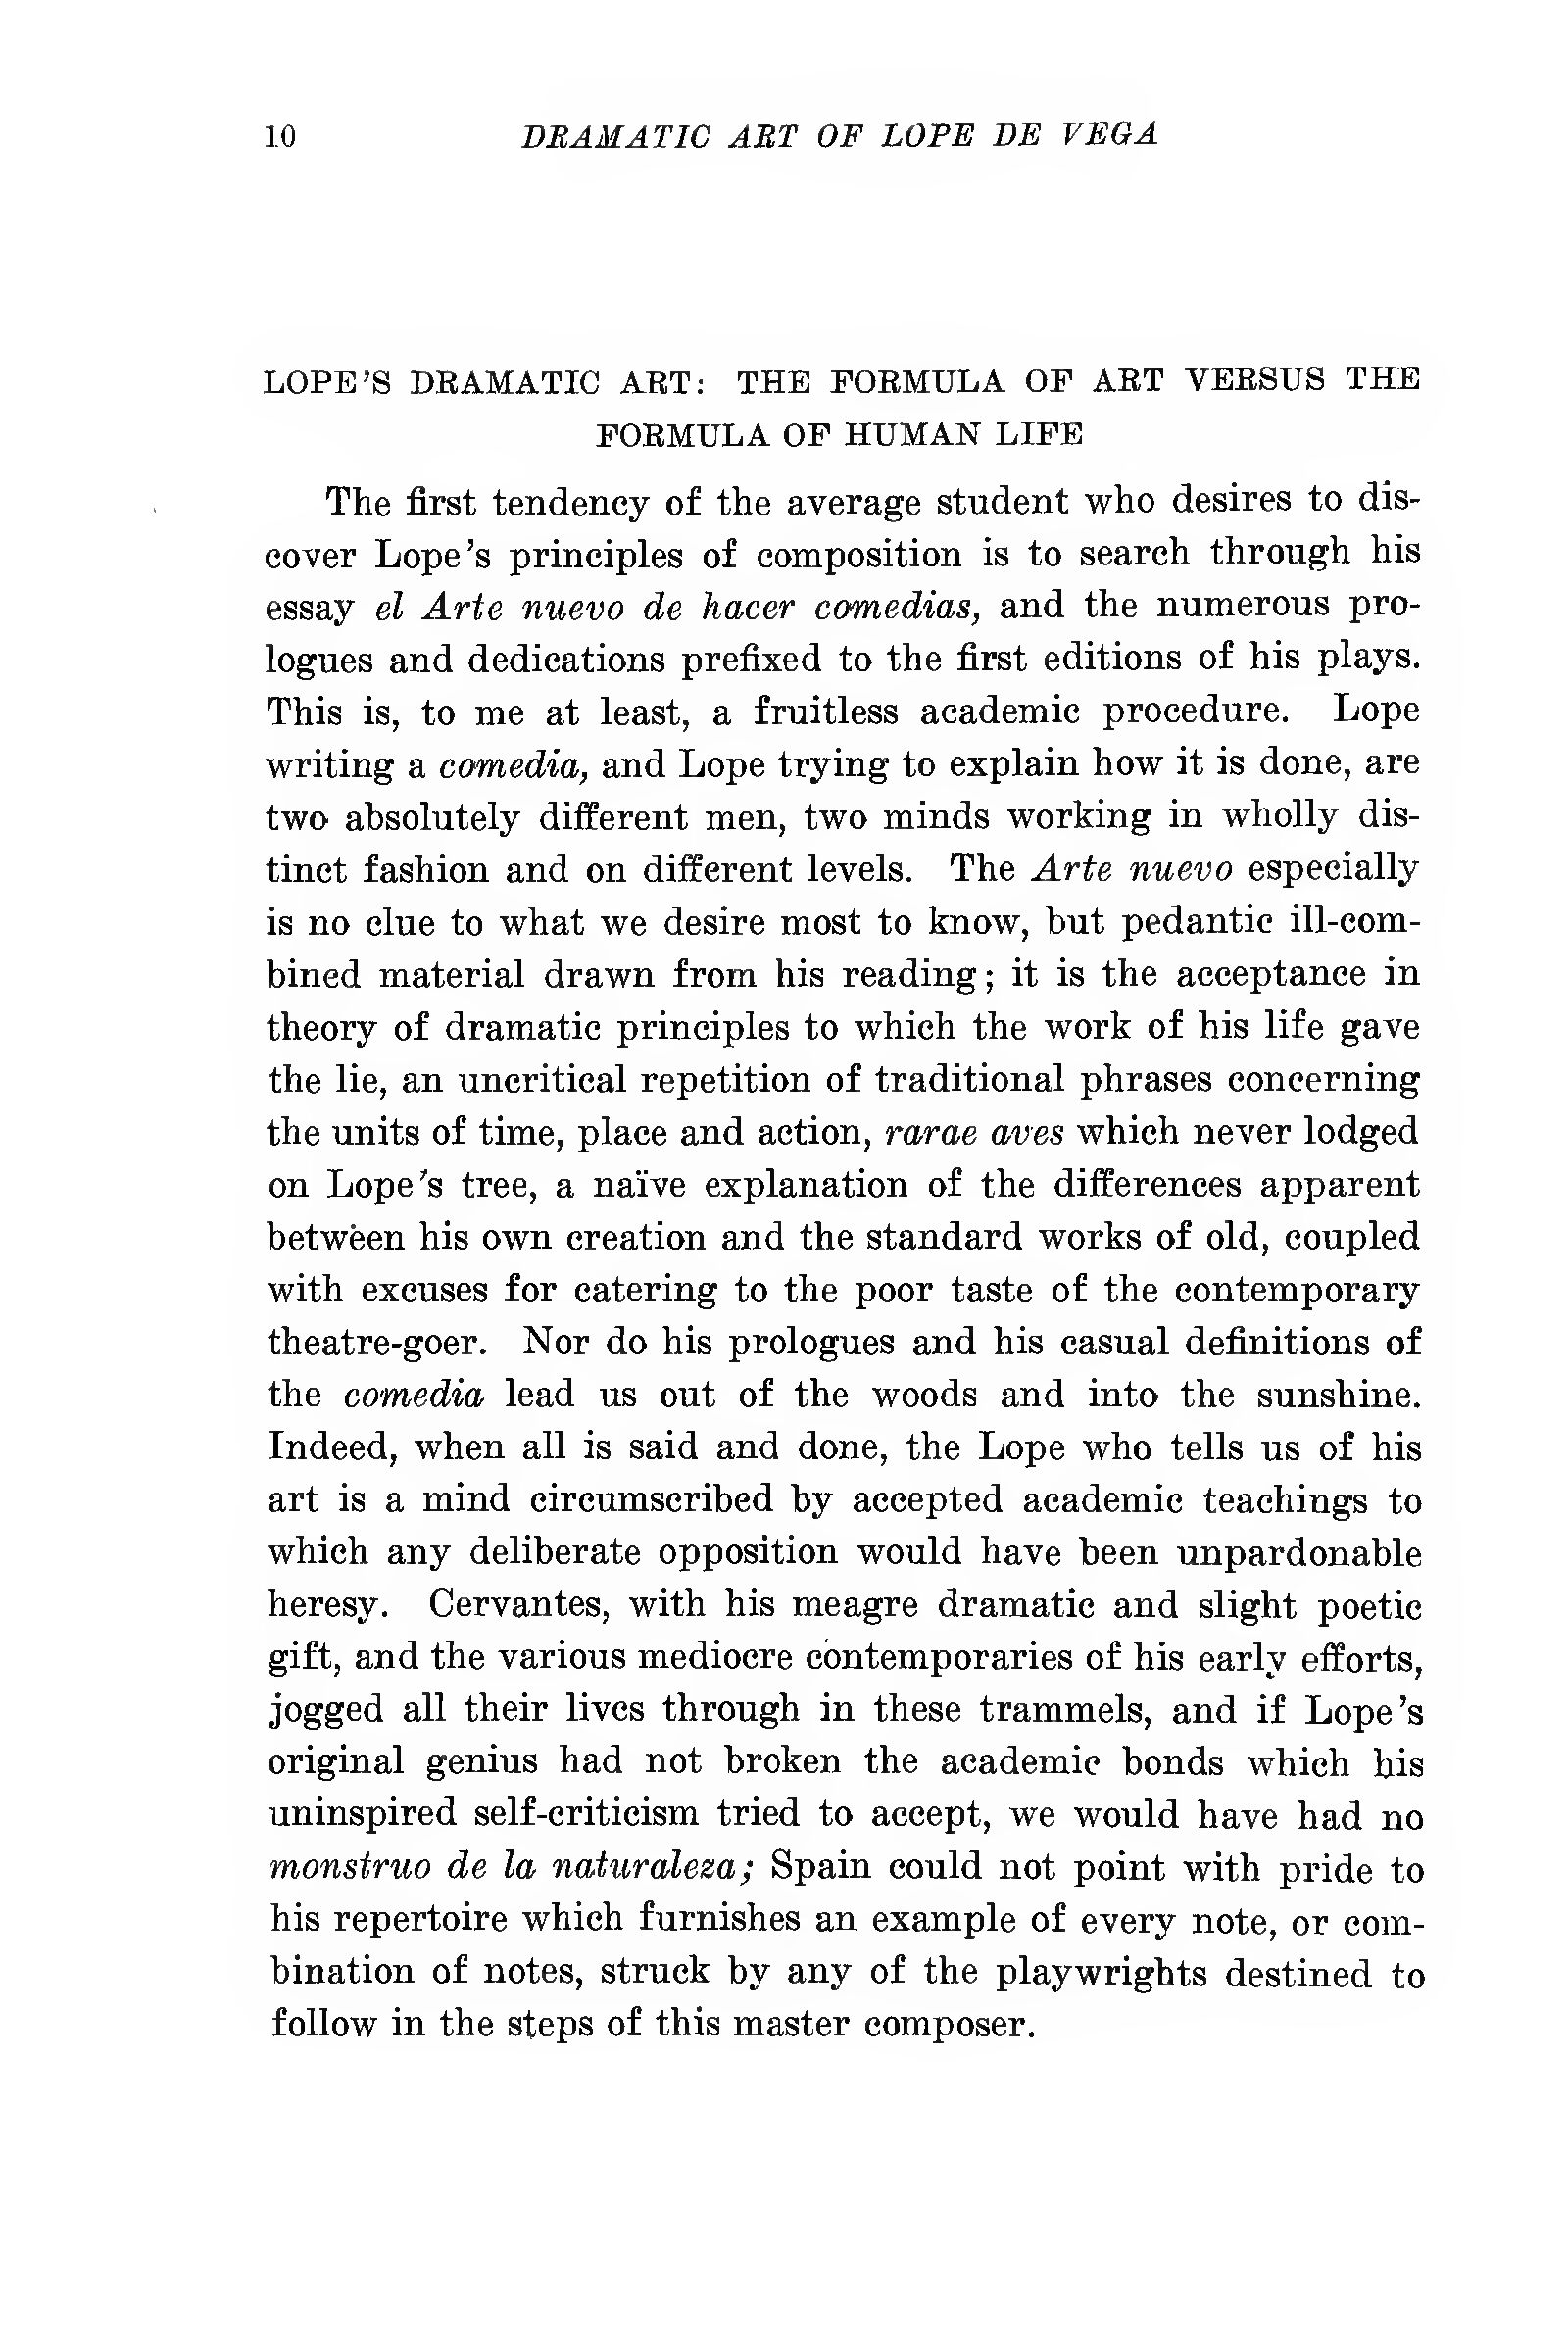 10 DRAMATIC ART OF LOPE DE VEGA
LOPE'S DRAMATIC ART: THE FORMULA OF ART VERSUS THE
FORMULA OF HUMAN LIFE
The first tendency of the average student who desires to dis-
cover Lope's principles of composition is to search through his
essay el Arte nuevo de hacer comedias, and the numerous pro-
logues and dedications prefixed to the first editions of his plays.
This is, to me at least, a fruitless academic procedure. Lope
writing a comedia, and Lope trying to explain how it is done, are
two absolutely different men, two minds working in wholly dis-
tinct fashion and on different levels. The Arte nuevo especially
is no clue to what we desire most to know, but pedantic ill-com-
bined material drawn from his reading; it is the acceptance in
theory of dramatic principles to which the work of his life gave
the lie, an uncritical repetition of traditional phrases concerning
the units of time, place and action, rarae aves which never lodged
on Lope's tree, a naïve explanation of the differences apparent
between his own creation and the standard works of old, coupled
with excuses for catering to the poor taste of the contemporary
theatre-goer. Nor do his prologues and his casual definitions of
the comedia lead us out of the woods and into the sunshine.
Indeed, when all is said and done, the Lope who tells us of his
art is a mind circumscribed by accepted academic teachings to
which any deliberate opposition would have been unpardonable
heresy. Cervantes, with his meagre dramatic and slight poetic
gift, and the various mediocre contemporaries of his early efforts,
jogged all their lives through in these trammels, and if Lope's
original genius had not broken the academic bonds which his
uninspired self-criticism tried to accept, we would have had no
monstruo de la naturaleza; Spain could not point with pride to
his repertoire which furnishes an example of every note, or com-
bination of notes, struck by any of the playwrights destined to
follow in the steps of this master composer.